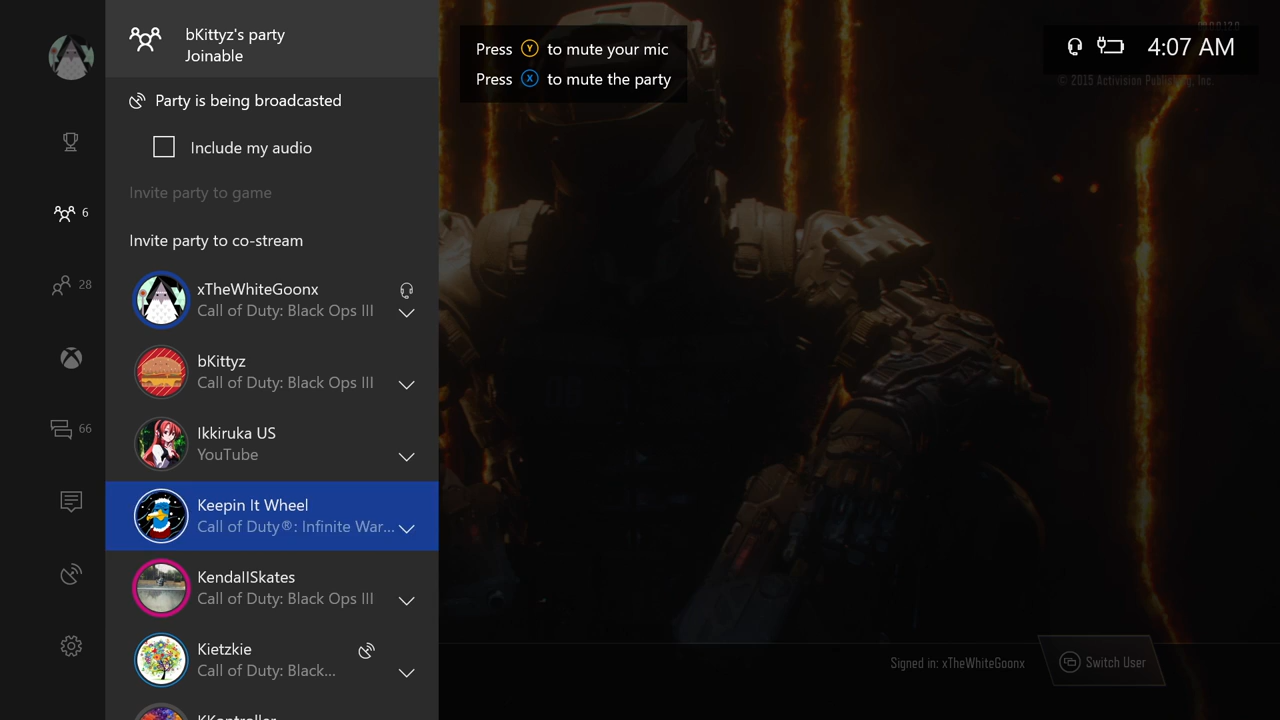 bKittyz's party
Joinable
Party is being broadcasted
Include my audio
Invite party to game
Invite party to co-stream
xTheWhiteGoonx
Call of Duty: Black Ops III
bKittyz
Call of Duty: Black Ops III
Ikkiruka US
YouTube
Keepin It Wheel
Call of Duty®: Infinite War...
KendallSkates
Call of Duty: Black Ops III
Kietzkie
Call of Duty: Black...
6
28
66
Press Y to mute your mic
Press X to mute the party
4:07 AM
© 2015 Activision Publishing, Inc.
Signed in: xTheWhiteGoonx
Switch User